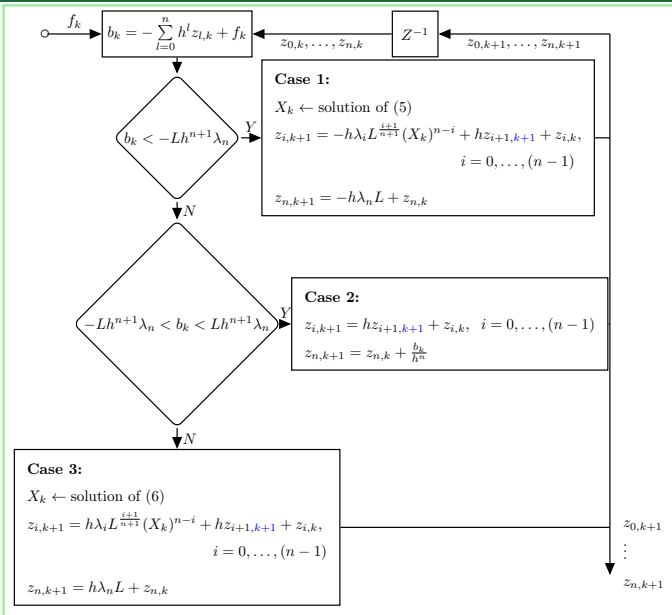 f_k
b_k = -\sum_{l=0}^{n} h^l z_{l,k} + f_k
z_{0,k}, \ldots, z_{n,k}
Z^{-1}
z_{0,k+1}, \ldots, z_{n,k+1}
b_k < -Lh^{n+1}\lambda_n
Y
Case 1:
X_k ← solution of (5)
z_{i,k+1} = -h\lambda_i L^{\frac{i+1}{n+1}}(X_k)^{n-i} + hz_{i+1,k+1} + z_{i,k},
i = 0, \ldots, (n-1)
z_{n,k+1} = -h\lambda_n L + z_{n,k}
N
-Lh^{n+1}\lambda_n < b_k < Lh^{n+1}\lambda_n
Y
Case 2:
z_{i,k+1} = hz_{i+1,k+1} + z_{i,k}, i = 0, \ldots, (n-1)
z_{n,k+1} = z_{n,k} + \frac{b_k}{h^n}
N
Case 3:
X_k ← solution of (6)
z_{i,k+1} = h\lambda_i L^{\frac{i+1}{n+1}}(X_k)^{n-i} + hz_{i+1,k+1} + z_{i,k},
i = 0, \ldots, (n-1)
z_{n,k+1} = h\lambda_n L + z_{n,k}
z_{0,k+1}
⋮
z_{n,k+1}